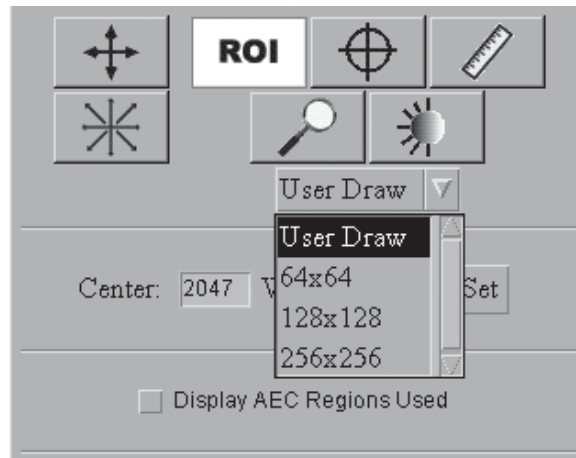 ROI
User Draw
User Draw
64x64
128x128
256x256
Center: 2047 Set
Display AEC Regions Used